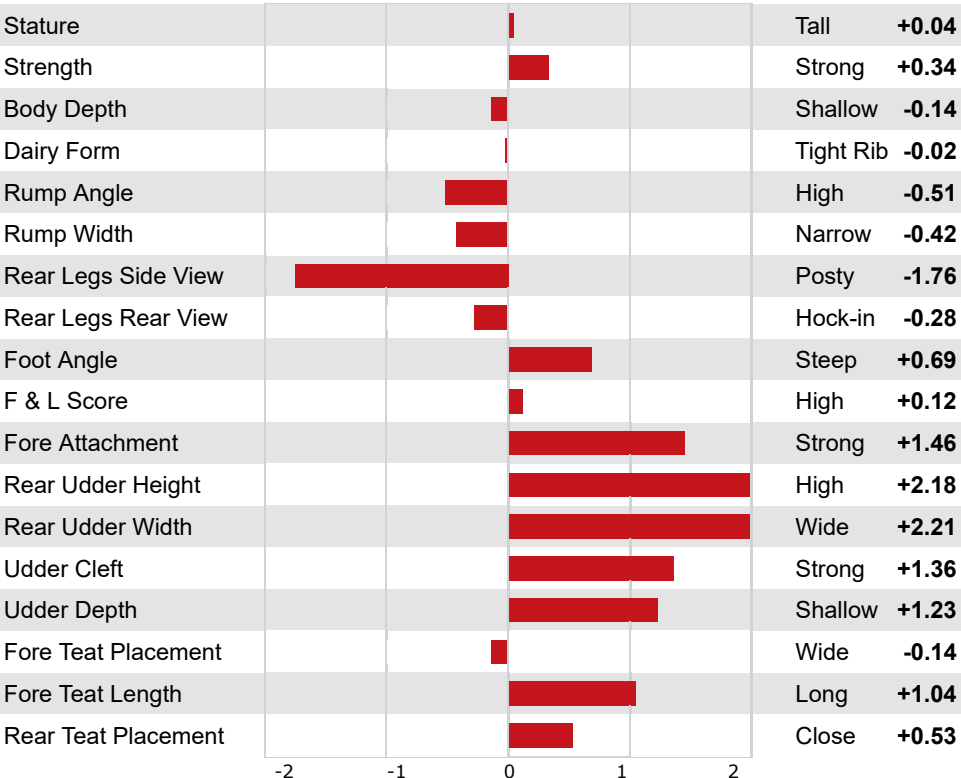 Stature Tall +0.04
Strength Strong +0.34
Body Depth Shallow -0.14
Dairy Form Tight Rib -0.02
Rump Angle High -0.51
Rump Width Narrow -0.42
Rear Legs Side View Posty -1.76
Rear Legs Rear View Hock-in -0.28
Foot Angle Steep +0.69
F & L Score High +0.12
Fore Attachment Strong +1.46
Rear Udder Height High +2.18
Rear Udder Width Wide +2.21
Udder Cleft Strong +1.36
Udder Depth Shallow +1.23
Fore Teat Placement Wide -0.14
Fore Teat Length Long +1.04
Rear Teat Placement Close +0.53
-2 -1 0 1 2